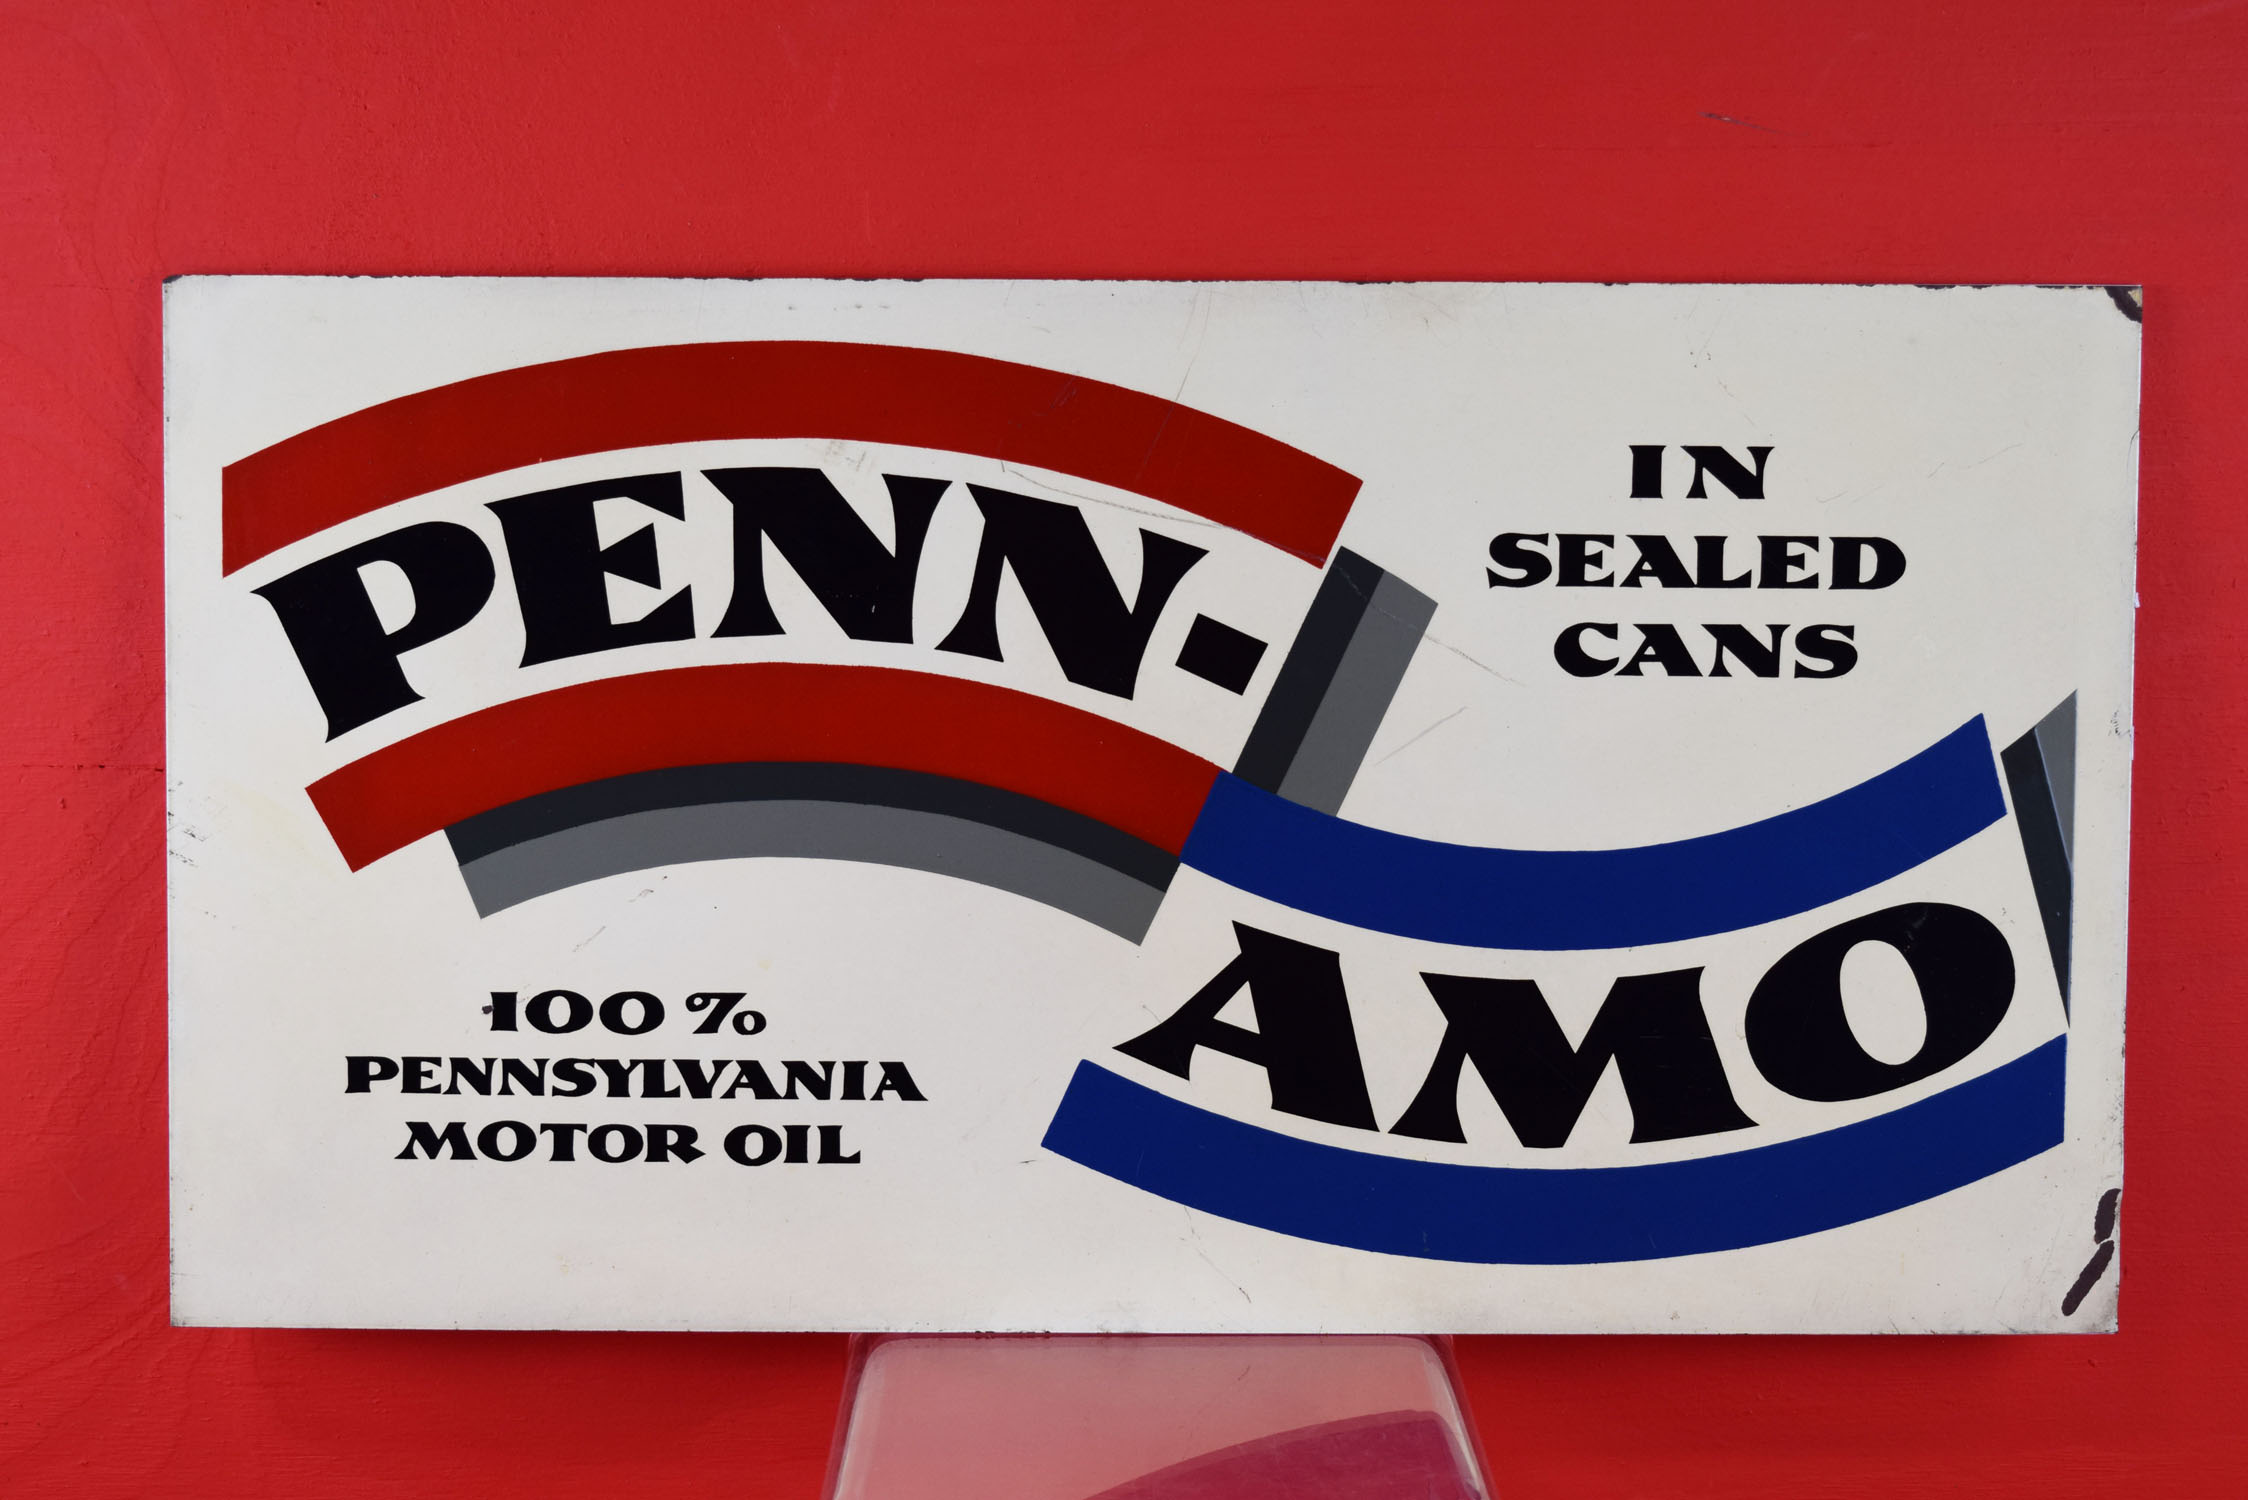 PENN-
AMO
IN
SEALED
CANS
100%
PENNSYLVANIA
MOTOR OIL